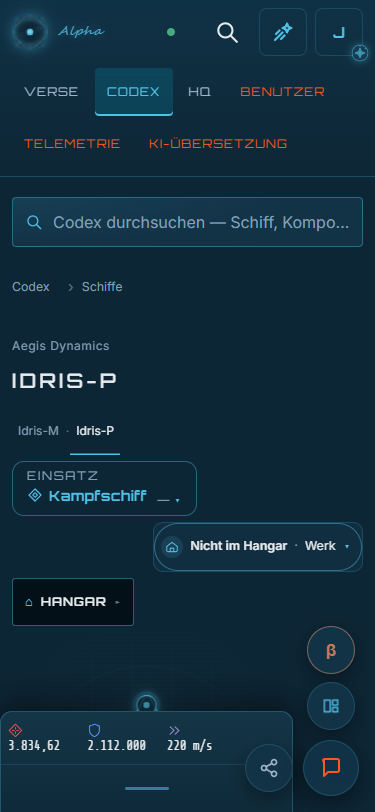 Alpha
J
VERSE
CODEX
HQ
BENUTZER
TELEMETRIE
KI-ÜBERSETZUNG
Codex durchsuchen — Schiff, Kompo...
Codex > Schiffe
Aegis Dynamics
IDRIS-P
Idris-M · Idris-P
EINSATZ
Kampfschiff —
Nicht im Hangar · Werk
HANGAR
β
3.834,62
2.112.000
220 m/s